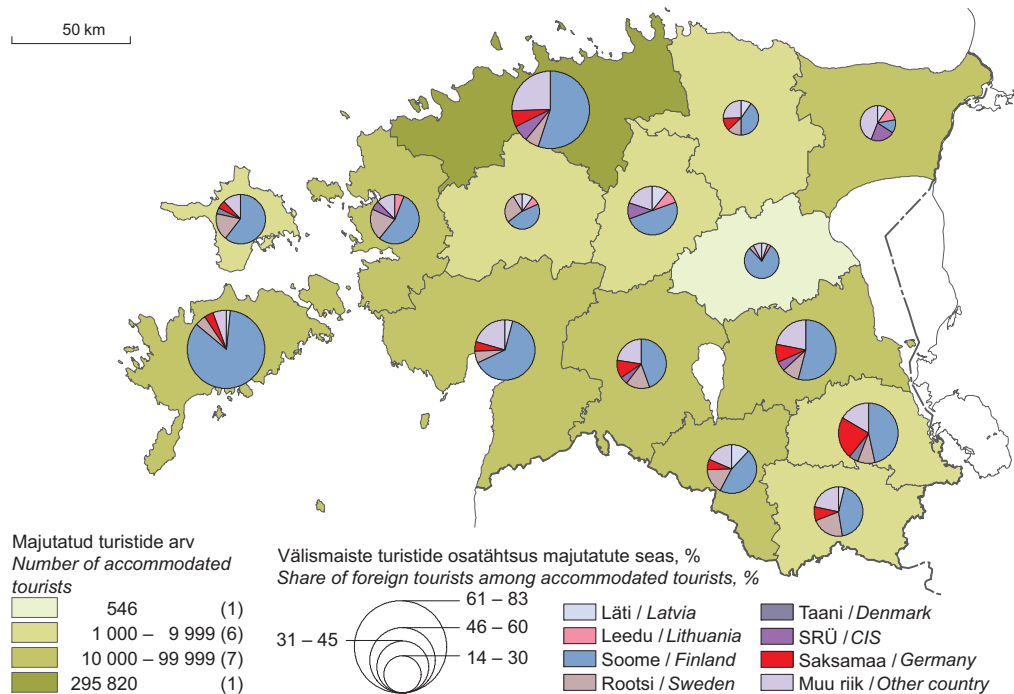 50 km
Majutatud turistide arv
Number of accommodated
tourists
546 (1)
1 000 – 9 999 (6)
10 000 – 99 999 (7)
295 820 (1)
Välismaiste turistide osatähtsus majutatute seas, %
Share of foreign tourists among accommodated tourists, %
61 – 83
46 – 60
31 – 45
14 – 30
Läti / Latvia
Leedu / Lithuania
Soome / Finland
Rootsi / Sweden
Taani / Denmark
SRÜ / CIS
Saksamaa / Germany
Muu riik / Other country